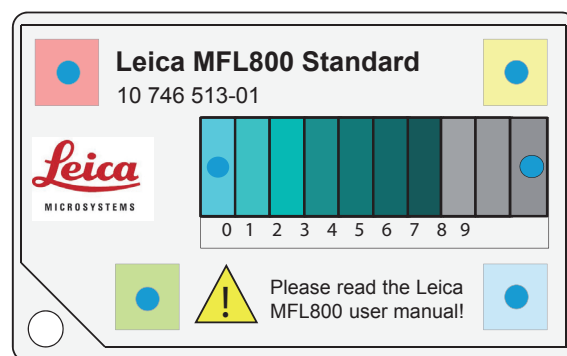 Leica MFL800 Standard
10 746 513-01
Leica
MICROSYSTEMS
0 1 2 3 4 5 6 7 8 9
!
Please read the Leica
MFL800 user manual!